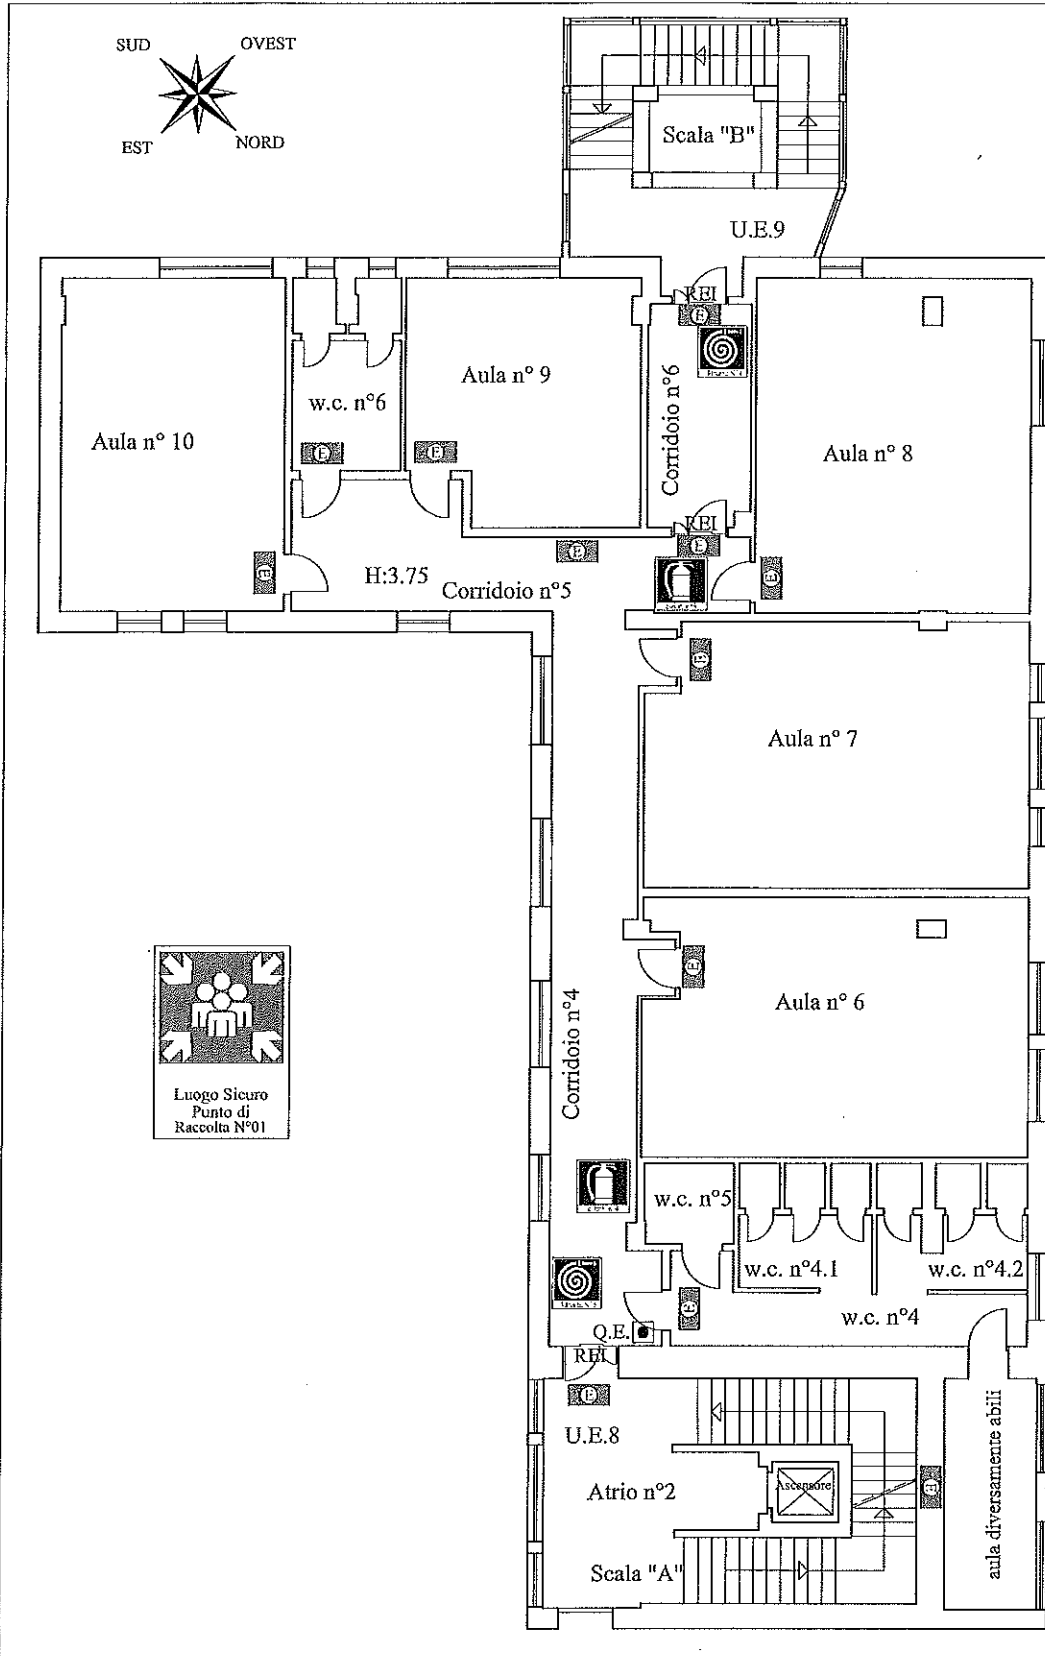 SUD
OVEST
EST
NORD
Scala "B"
U.E.9
REI
E
Corridoio n°6
Aula n° 9
w.c. n°6
Aula n° 10
Aula n° 8
E
E
REI
E
E
E
E
E
H:3.75
Corridoio n°5
E
Aula n° 7
E
Aula n° 6
Corridoio n°4
Luogo Sicuro
Punto di
Raccolta N°01
w.c. n°5
w.c. n°4.1
w.c. n°4.2
E
w.c. n°4
Q.E.
REI
E
U.E.8
Atrio n°2
Ascensore
E
aula diversamente abili
Scala "A"